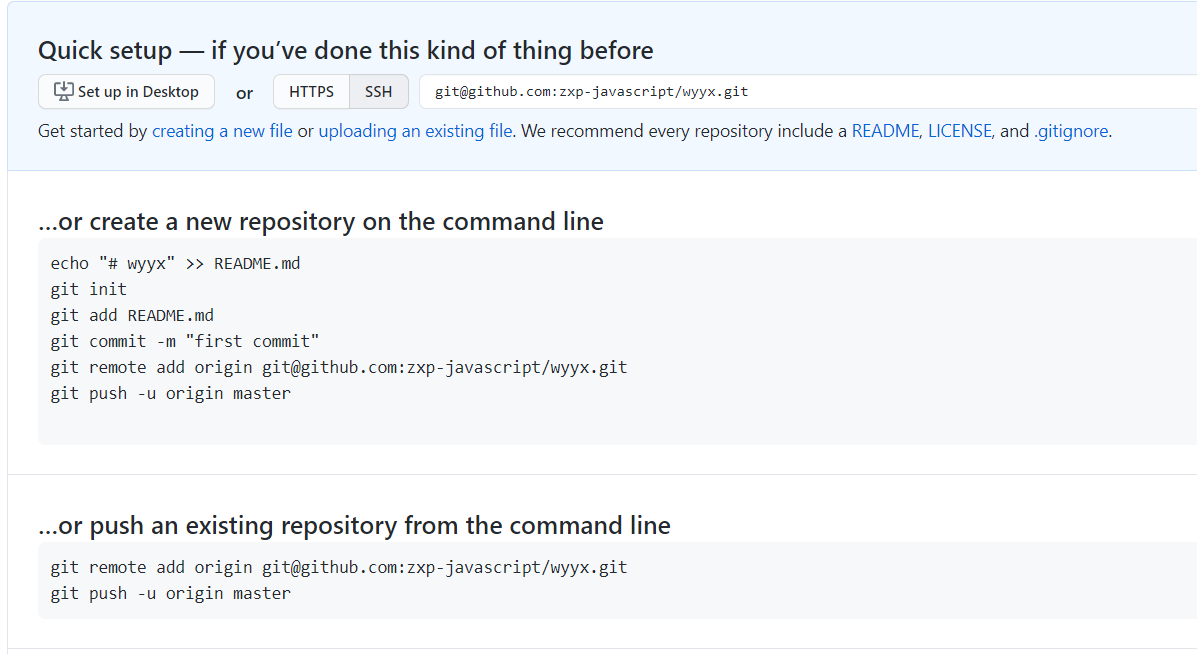 Quick setup — if you’ve done this kind of thing before
Set up in Desktop or HTTPS SSH git@github.com:zxp-javascript/wyyx.git
Get started by creating a new file or uploading an existing file. We recommend every repository include a README, LICENSE, and .gitignore.
…or create a new repository on the command line
echo "# wyyx" >> README.md
git init
git add README.md
git commit -m "first commit"
git remote add origin git@github.com:zxp-javascript/wyyx.git
git push -u origin master
…or push an existing repository from the command line
git remote add origin git@github.com:zxp-javascript/wyyx.git
git push -u origin master